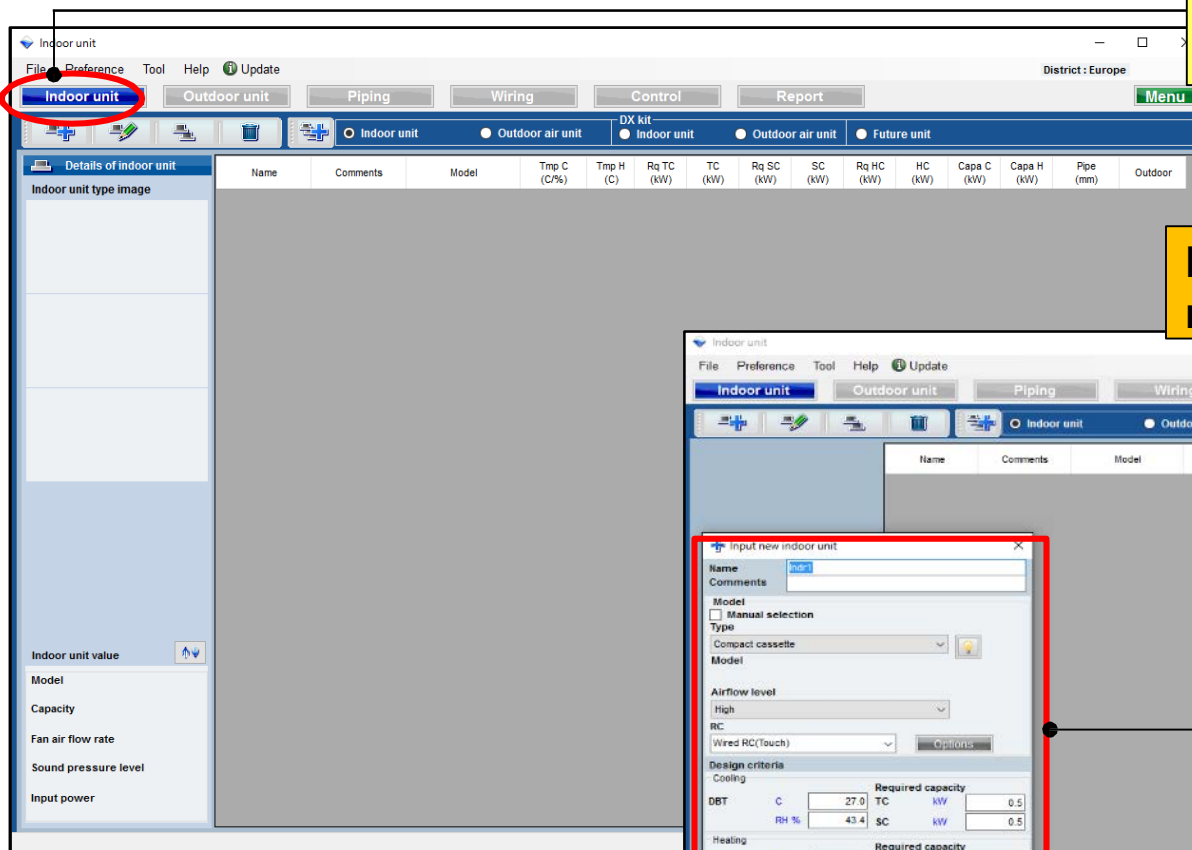 Indoor unit
File Preference Tool Help Update
District : Europe
Indoor unit Outdoor unit Piping Wiring Control Report Menu
Indoor unit Outdoor air unit DX kit Indoor unit Outdoor air unit Future unit
Details of indoor unit
Indoor unit type image
Name Comments Model Tmp C (C/%) Tmp H (C) Rq TC (kW) TC (kW) Rq SC (kW) SC (kW) Rq HC (kW) HC (kW) Capa C (kW) Capa H (kW) Pipe (mm) Outdoor
Indoor unit value
Model
Capacity
Fan air flow rate
Sound pressure level
Input power
Indoor unit
File Preference Tool Help Update
Indoor unit Outdoor unit Piping Wiring
Indoor unit Outdo
Name Comments Model
Input new indoor unit
Name Indr1
Comments
Model
Manual selection
Type
Compact cassette
Model
Airflow level
High
RC
Wired RC(Touch) Options
Design criteria
Cooling
Required capacity
DBT C 27.0 TC kW 0.5
RH % 43.4 SC kW 0.5
Heating
Required capacity